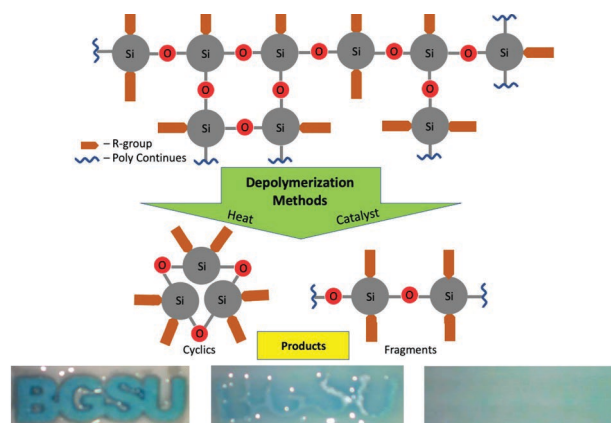 Si O Si O Si O Si O Si O Si
O O O
Si O Si Si
– R-group
– Poly Continues
Depolymerization
Methods
Heat Catalyst
Si
O O
Si Si
O
O Si O Si
Cyclics Products Fragments
BGSU BGSU